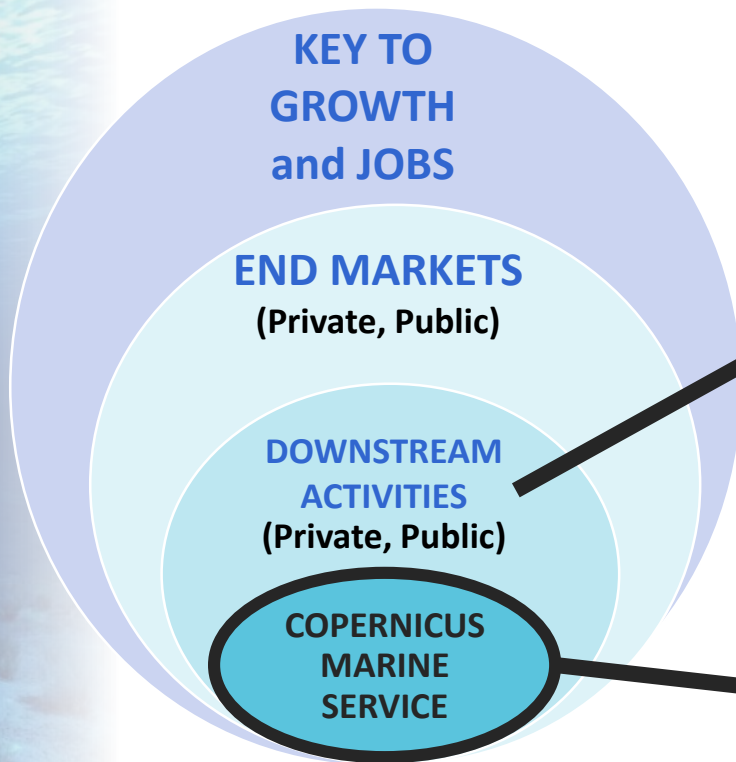 KEY TO
GROWTH
and JOBS
END MARKETS
(Private, Public)
DOWNSTREAM
ACTIVITIES
(Private, Public)
COPERNICUS
MARINE
SERVICE